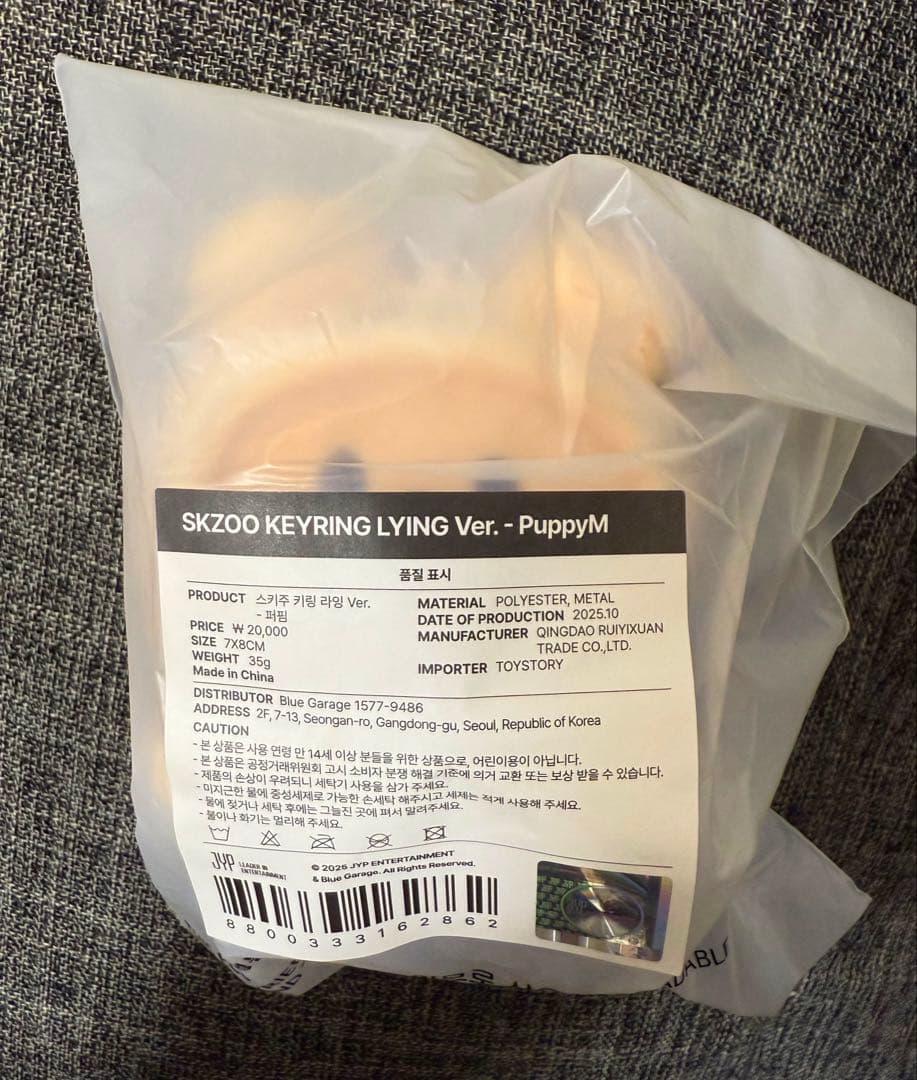 SKZOO KEYRING LYING Ver. - PuppyM
품질 표시
PRODUCT 스키주 키링 라잉 Ver.
- 퍼핌
PRICE ₩ 20,000
SIZE 7X8CM
WEIGHT 35g
Made in China
MATERIAL POLYESTER, METAL
DATE OF PRODUCTION 2025.10
MANUFACTURER QINGDAO RUIYIXUAN
TRADE CO.,LTD.
IMPORTER TOYSTORY
DISTRIBUTOR Blue Garage 1577-9486
ADDRESS 2F, 7-13, Seongan-ro, Gangdong-gu, Seoul, Republic of Korea
CAUTION
- 본 상품은 사용 연령 만 14세 이상 분들을 위한 상품으로, 어린이용이 아닙니다.
- 본 상품은 공정거래위원회 고시 소비자 분쟁 해결 기준에 의거 교환 또는 보상 받을 수 있습니다.
- 제품의 손상이 우려되니 세탁기 사용을 삼가 주세요.
- 미지근한 물에 중성세제로 가능한 손세탁 해주시고 세제는 적게 사용해 주세요.
- 물에 젖거나 세탁 후에는 그늘진 곳에 펴서 말려주세요.
- 불이나 화기는 멀리해 주세요.
JYP LEADER IN
ENTERTAINMENT
© 2025 JYP ENTERTAINMENT
& Blue Garage. All Rights Reserved.
8800333162862